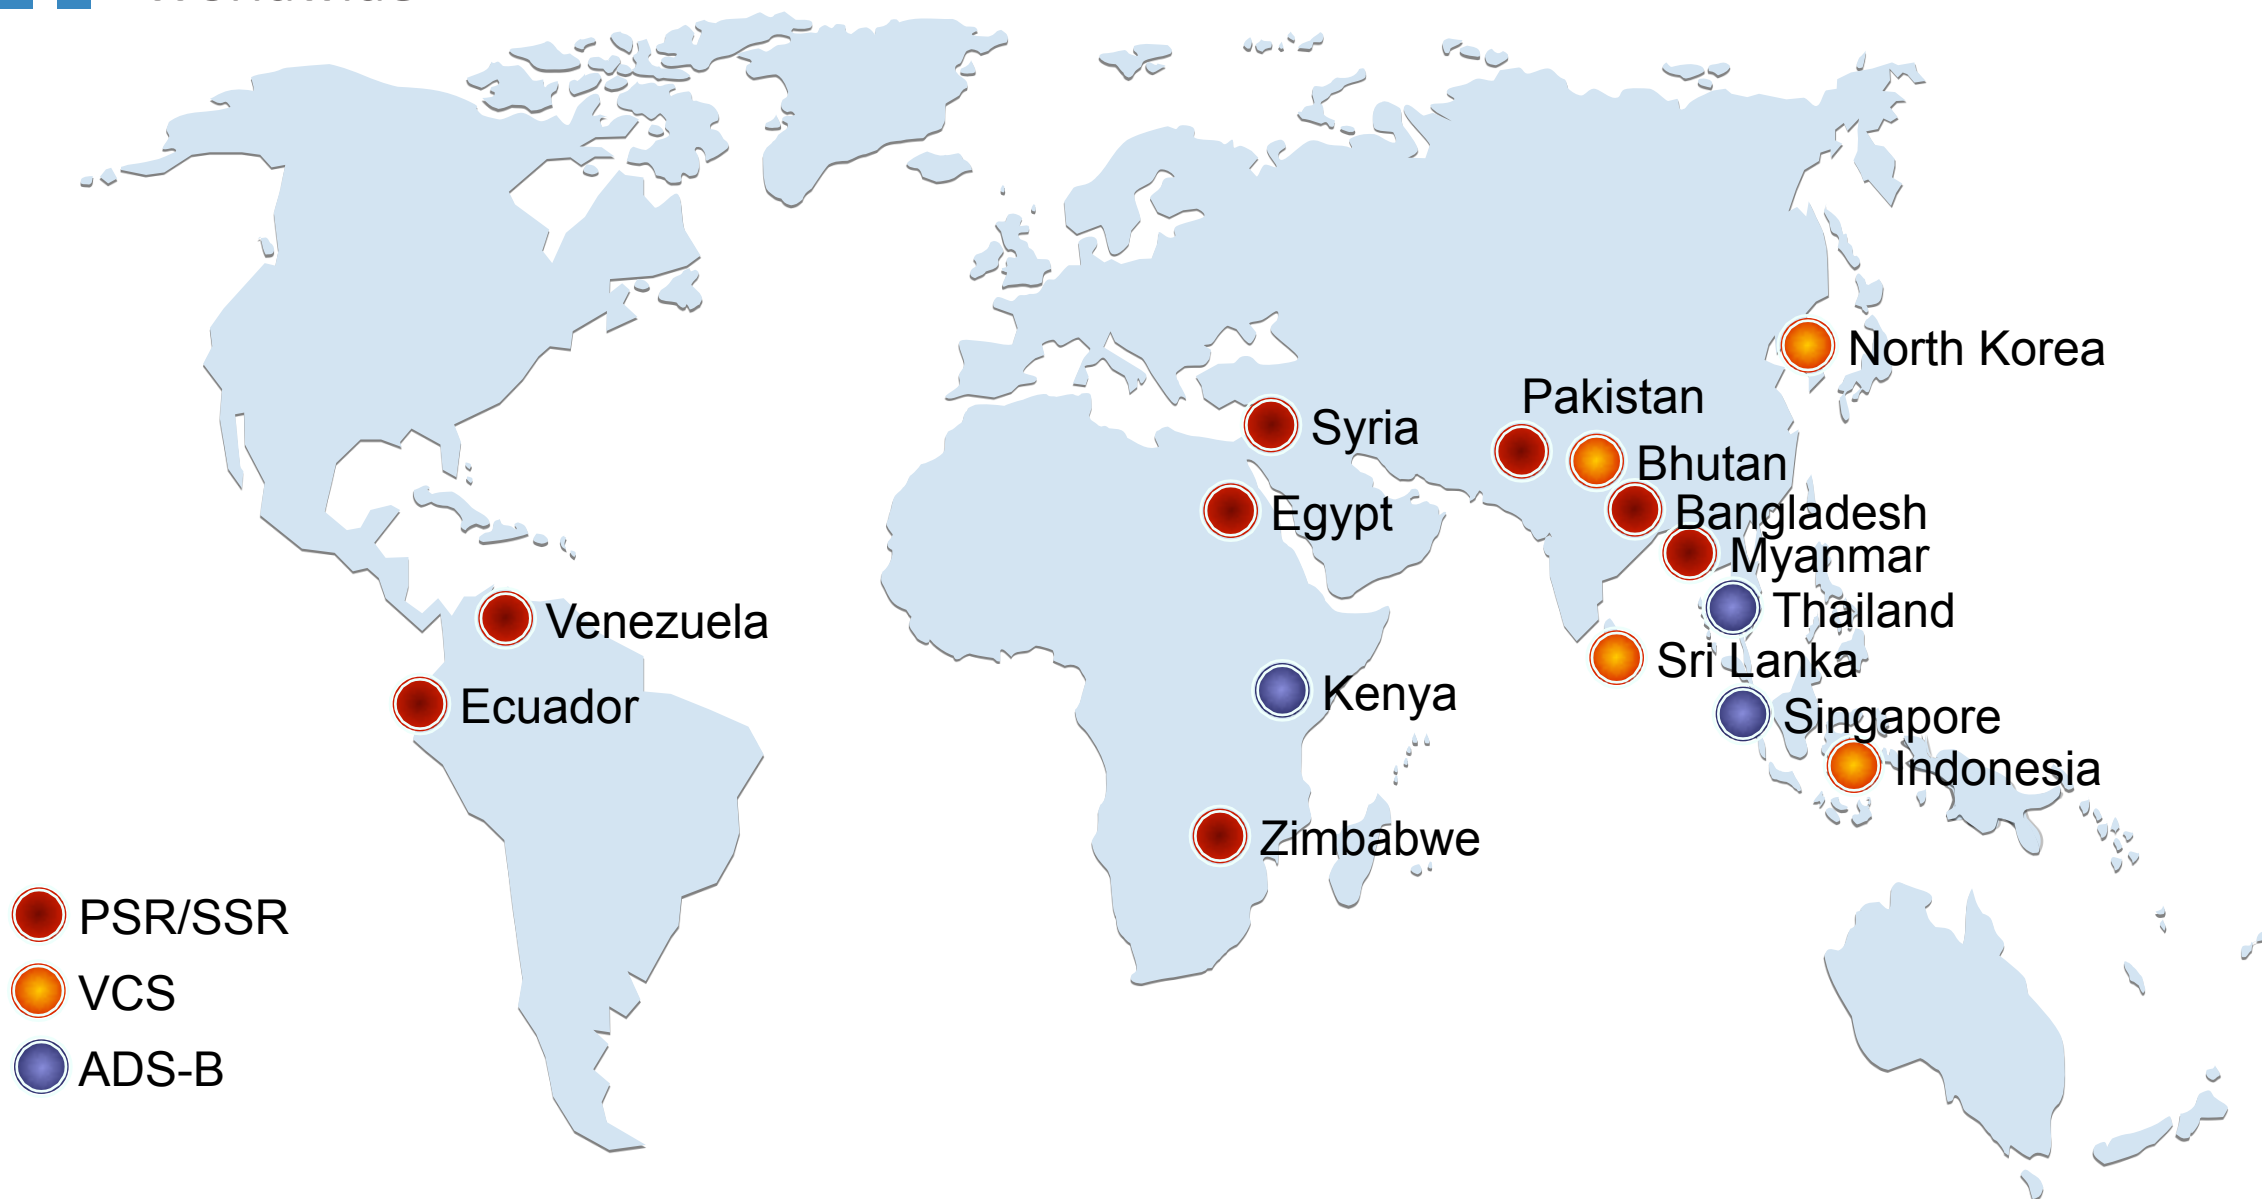 North Korea
Pakistan
Syria
Bhutan
Egypt
Bangladesh
Myanmar
Venezuela
Thailand
Sri Lanka
Kenya
Ecuador
Singapore
Indonesia
Zimbabwe
PSR/SSR
VCS
ADS-B